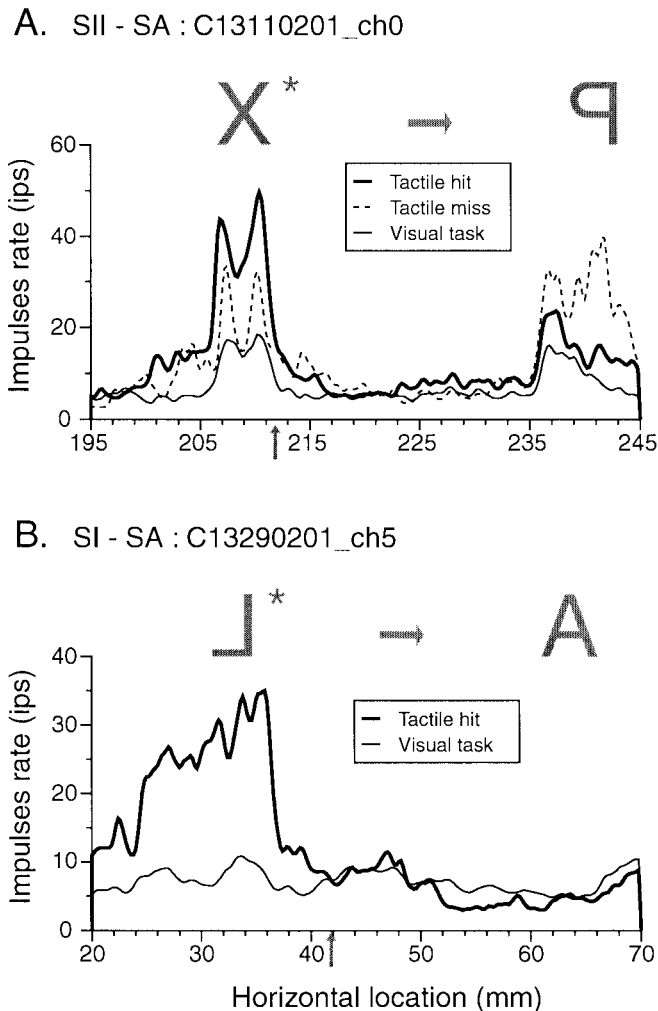 A. SII - SA : C13110201_ch0
X * → ꟼ
Impulses rate (ips)
60
40
20
0
Tactile hit
Tactile miss
Visual task
195 205 215 225 235 245
B. SI - SA : C13290201_ch5
⅃ * → A
Impulses rate (ips)
40
30
20
10
0
Tactile hit
Visual task
20 30 40 50 60 70
Horizontal location (mm)